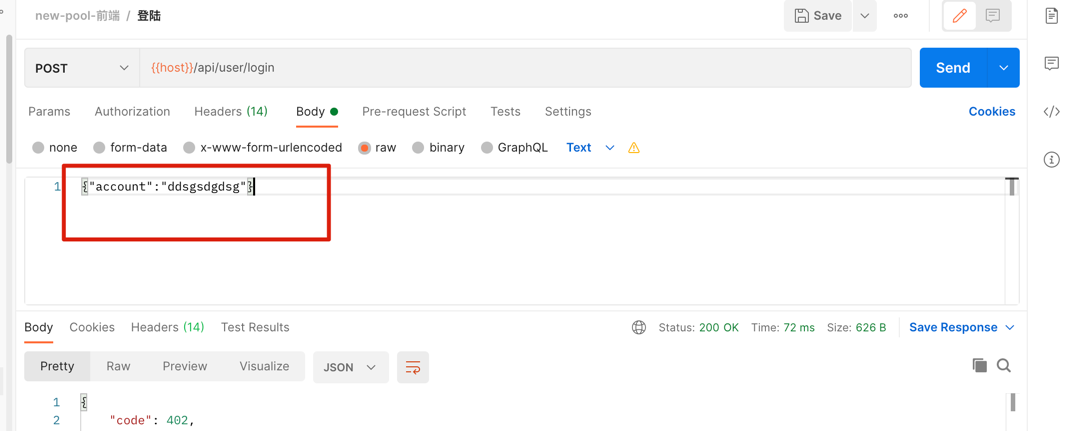 new-pool-前端 / 登陆
Save
POST {{host}}/api/user/login Send
Params Authorization Headers (14) Body Pre-request Script Tests Settings Cookies
none form-data x-www-form-urlencoded raw binary GraphQL Text
1 {"account":"ddsgsdgdsg"}
Body Cookies Headers (14) Test Results Status: 200 OK Time: 72 ms Size: 626 B Save Response
Pretty Raw Preview Visualize JSON
1 {
2 "code": 402,